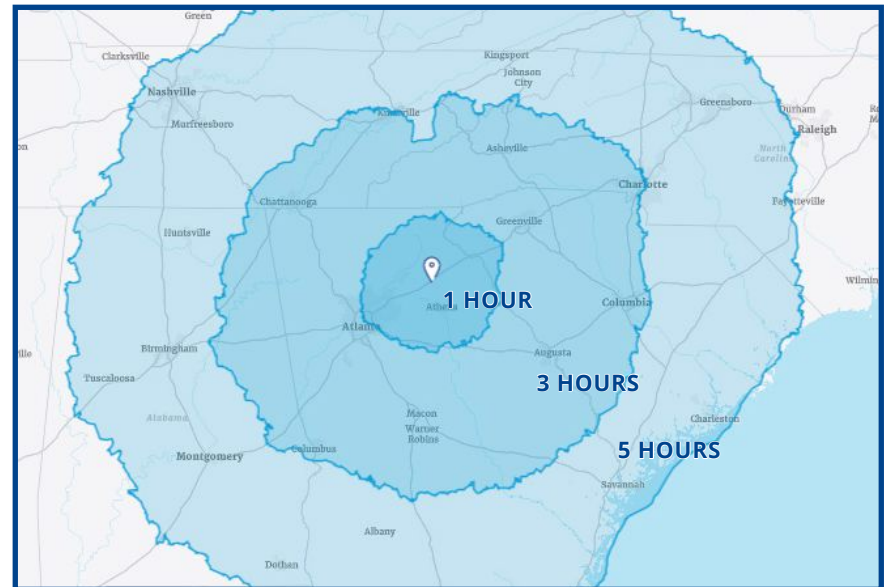 Green
Clarksville
Kingsport
Johnson
City
Nashville
Greensboro
Durham
Murfreesboro
Knoxville
Raleigh
Asheville
North
Carolina
Charlotte
Chattanooga
Fayetteville
Greenville
Huntsville
Wilmin
1 HOUR
Athens
Columbia
Atlanta
Birmingham
Augusta
ville
Tuscaloosa
3 HOURS
Macon
Warner
Robins
Alabama
Charleston
Columbus
5 HOURS
Montgomery
Savannah
Albany
Dothan